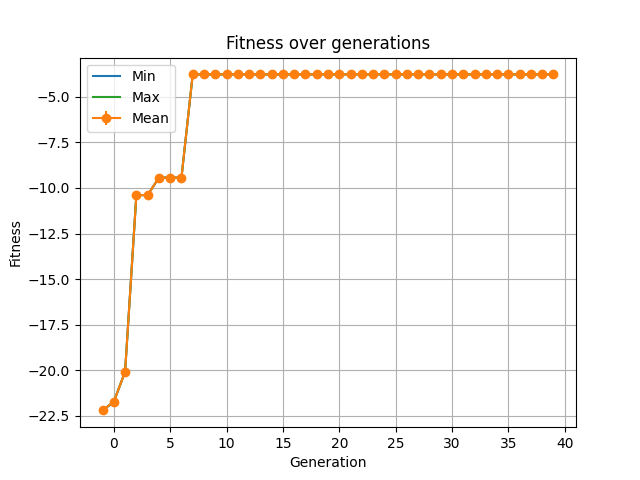 Fitness over generations
Min
Max
Mean
−5.0
−7.5
−10.0
−12.5
−15.0
−17.5
−20.0
−22.5
Fitness
0 5 10 15 20 25 30 35 40
Generation